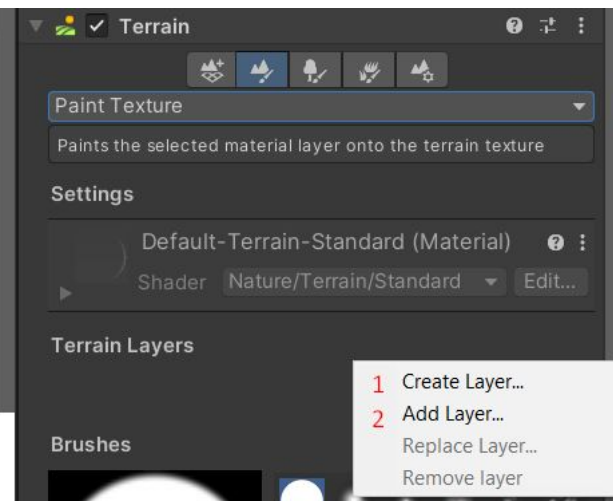 Terrain
Paint Texture
Paints the selected material layer onto the terrain texture
Settings
Default-Terrain-Standard (Material)
Shader Nature/Terrain/Standard Edit...
Terrain Layers
1 Create Layer...
2 Add Layer...
Replace Layer...
Remove layer
Brushes